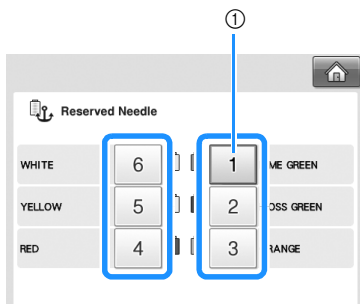 ①
Reserved Needle
WHITE 6 1 ME GREEN
YELLOW 5 2 OSS GREEN
RED 4 3 RANGE